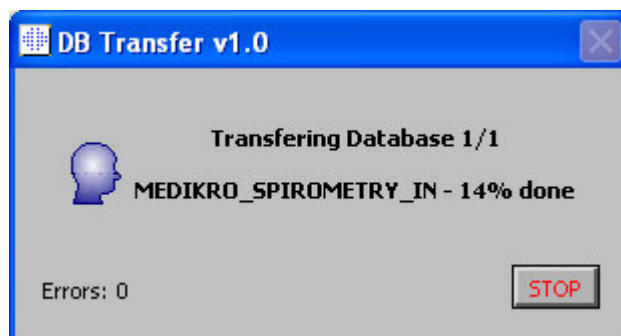 DB Transfer v1.0
Transfering Database 1/1
MEDIKRO_SPIROMETRY_IN - 14% done
Errors: 0
STOP